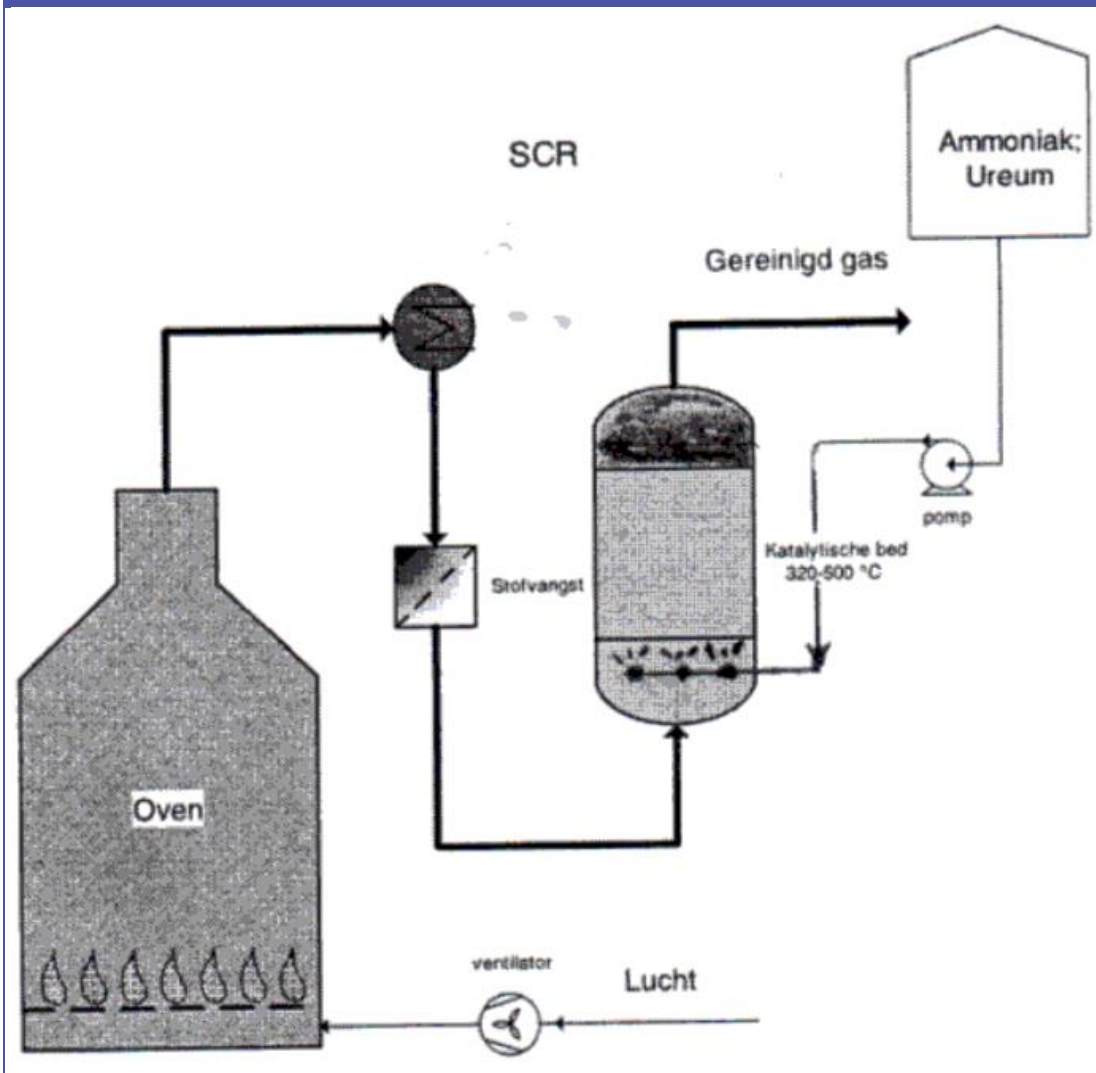 SCR
Ammoniak;
Ureum
Gereinigd gas
pomp
Katalytische bed
320-500 °C
Stofvangst
Oven
ventilator
Lucht